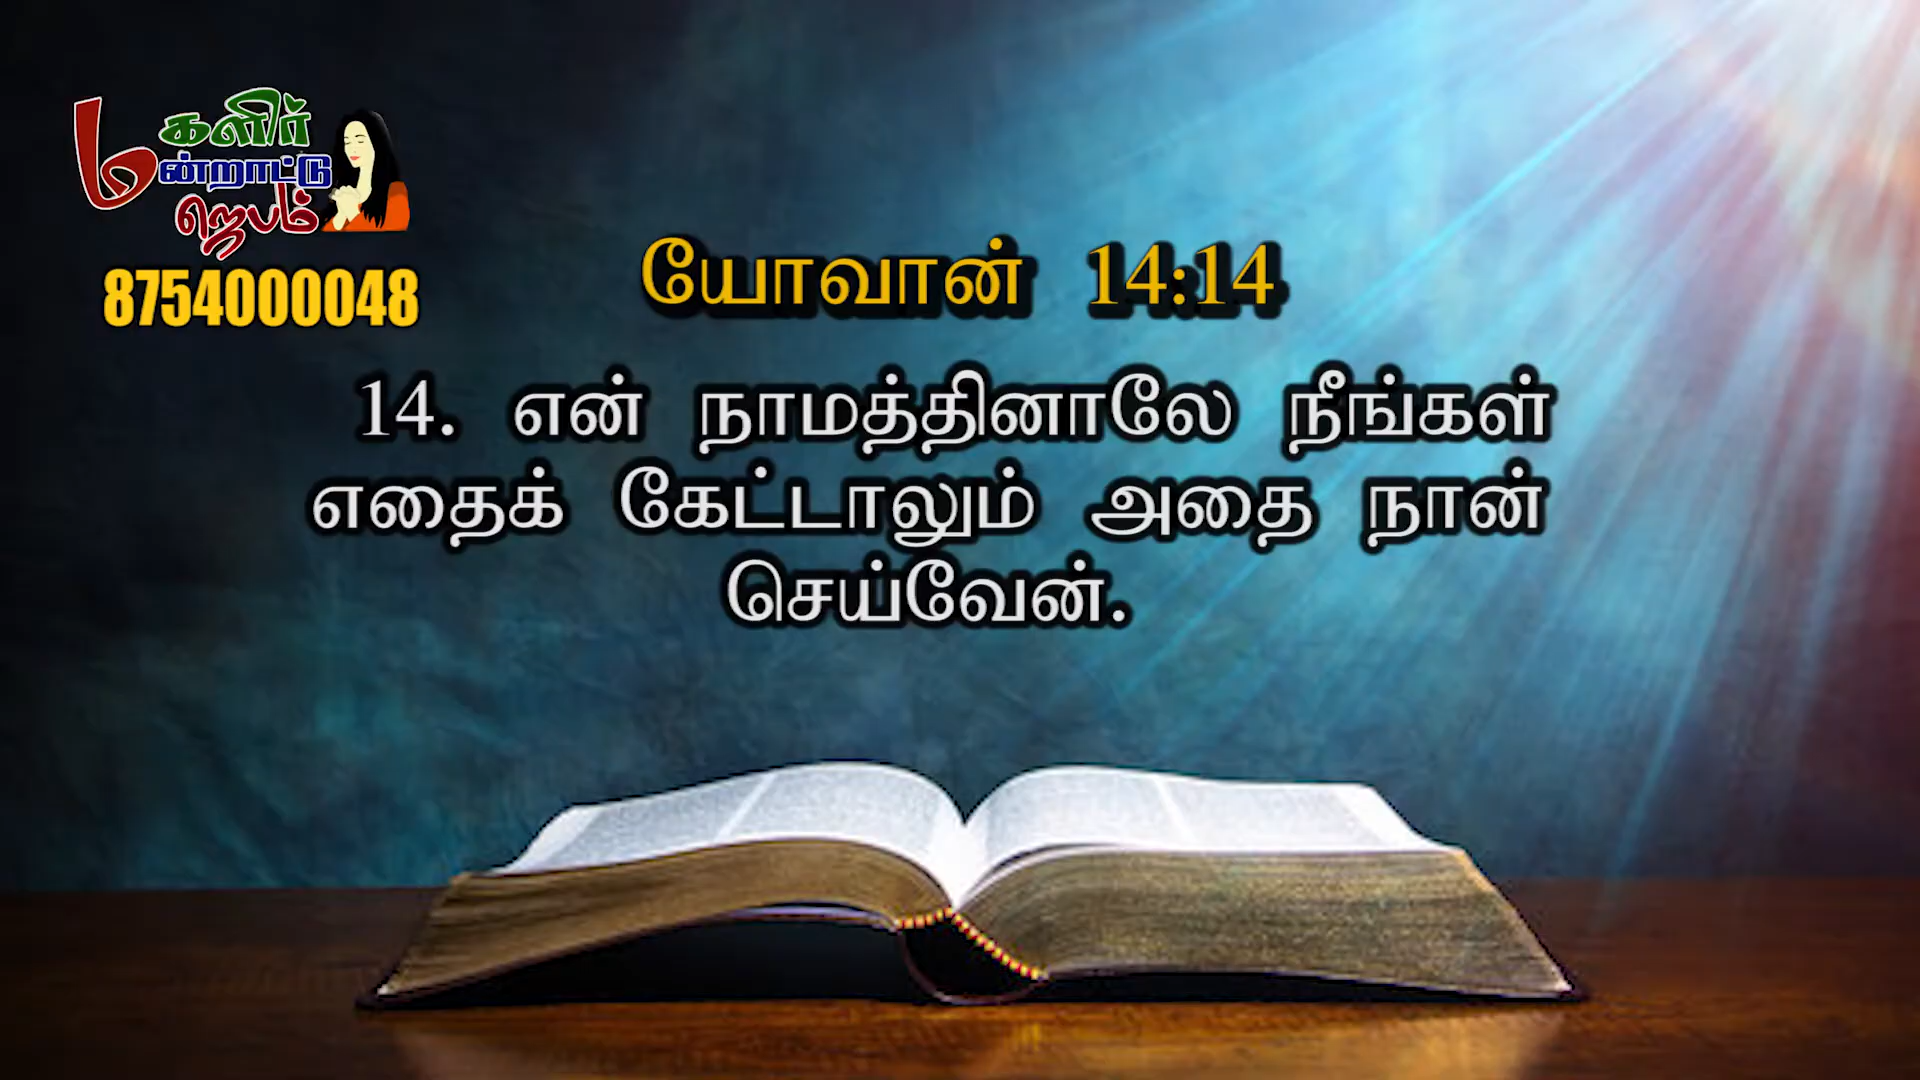 மகளிர்
மன்றாட்டு
ஜெபம்
8754000048
யோவான் 14:14
14. என் நாமத்தினாலே நீங்கள்
எதைக் கேட்டாலும் அதை நான்
செய்வேன்.